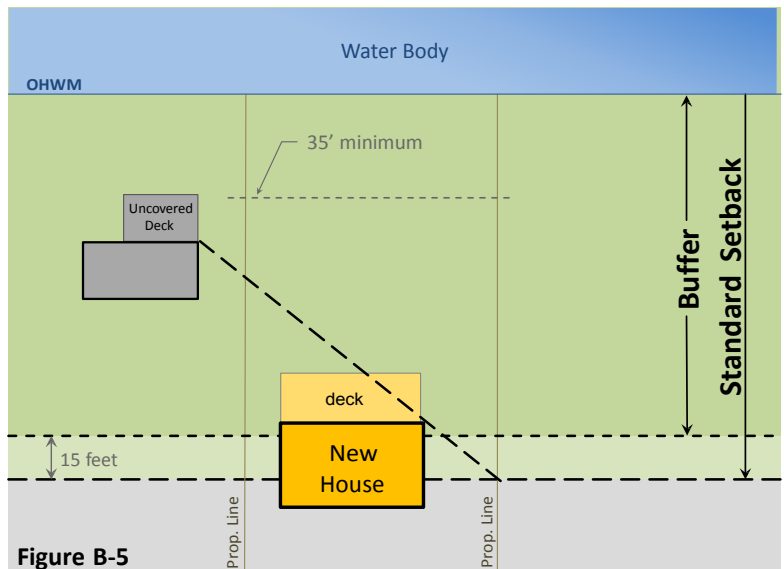 Water Body
OHWM
35’ minimum
Uncovered
Deck
Buffer
Standard Setback
deck
15 feet
New
House
Prop. Line
Prop. Line
Figure B-5